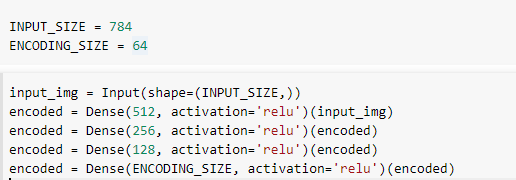 INPUT_SIZE = 784
ENCODING_SIZE = 64
input_img = Input(shape=(INPUT_SIZE,))
encoded = Dense(512, activation='relu')(input_img)
encoded = Dense(256, activation='relu')(encoded)
encoded = Dense(128, activation='relu')(encoded)
encoded = Dense(ENCODING_SIZE, activation='relu')(encoded)